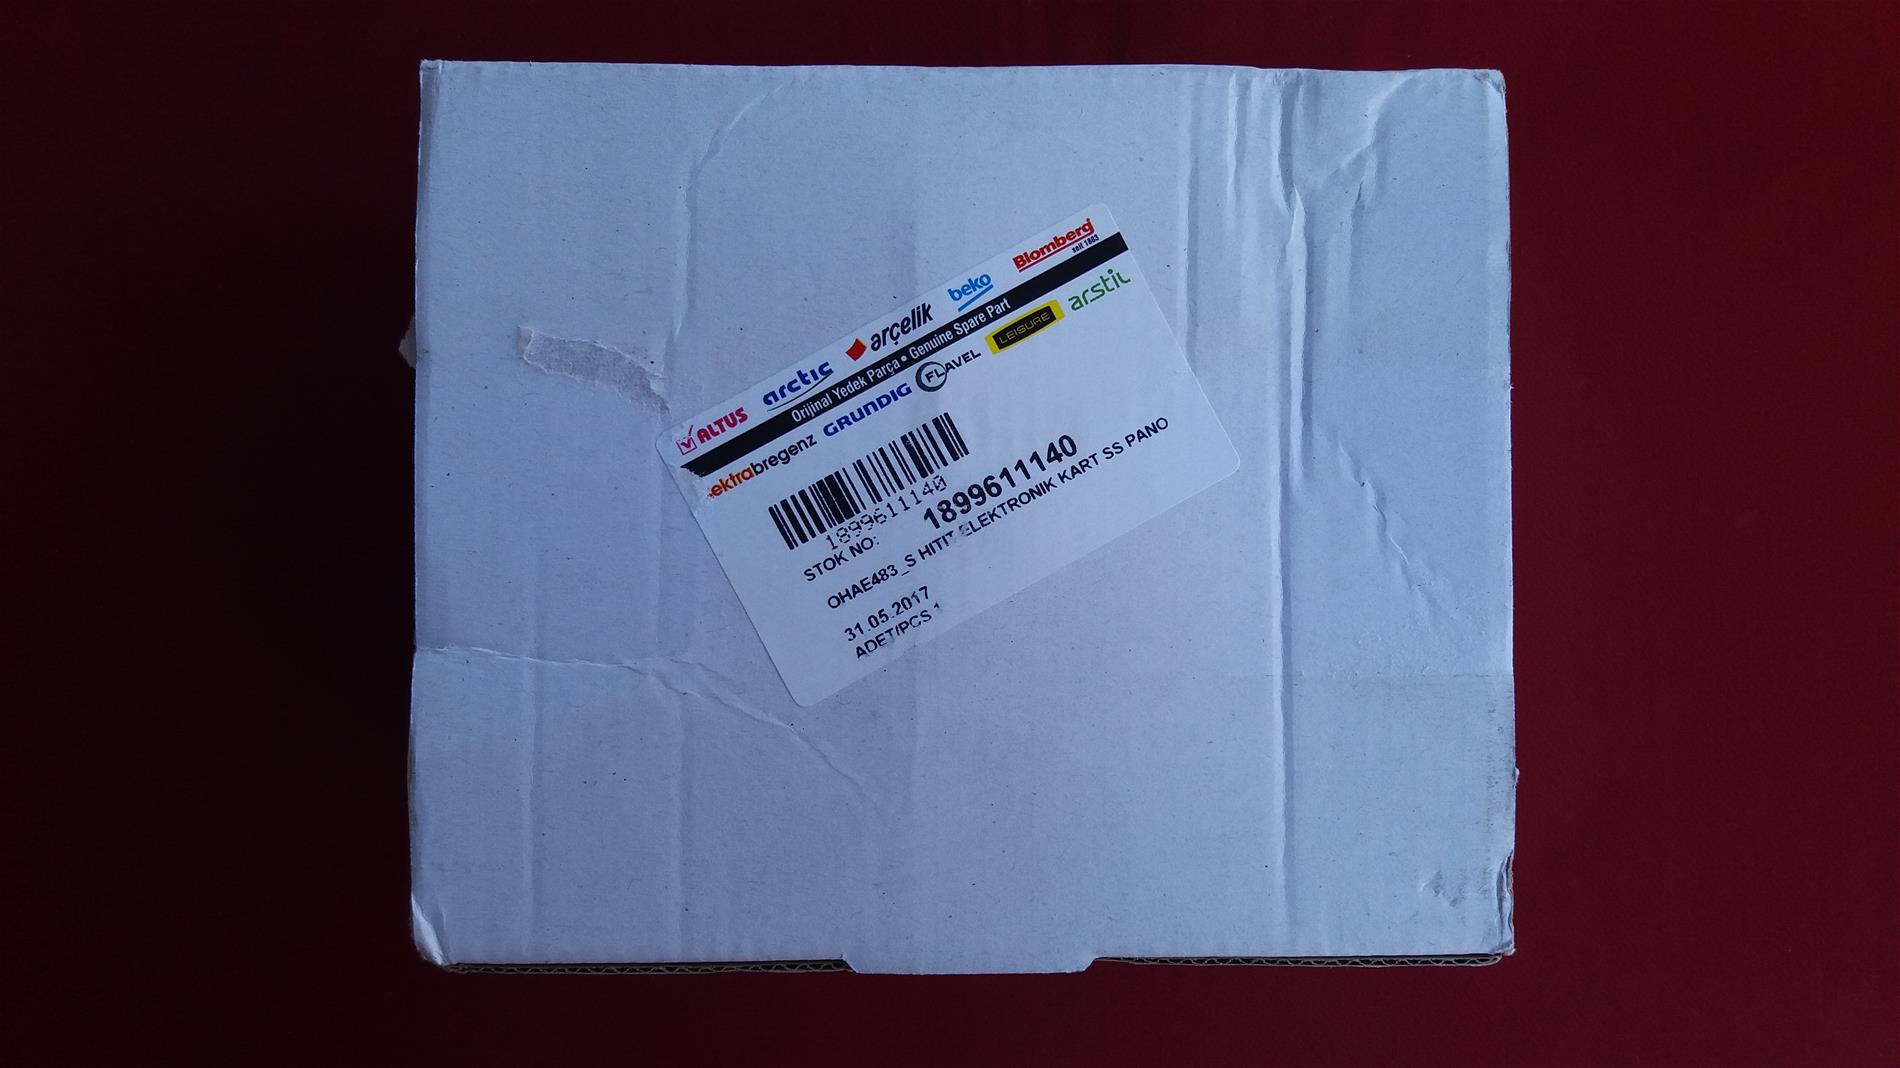 ALTUS arctic arçelik beko Blomberg
seit 1883
Orijinal Yedek Parça • Genuine Spare Part
ektrabregenz GRUNDIG FLAVEL LEISURE arstil
1899611140
STOK NO: 1899611140
OHAE483_S HITIT ELEKTRONIK KART SS PANO
31.05.2017
ADET/PCS 1